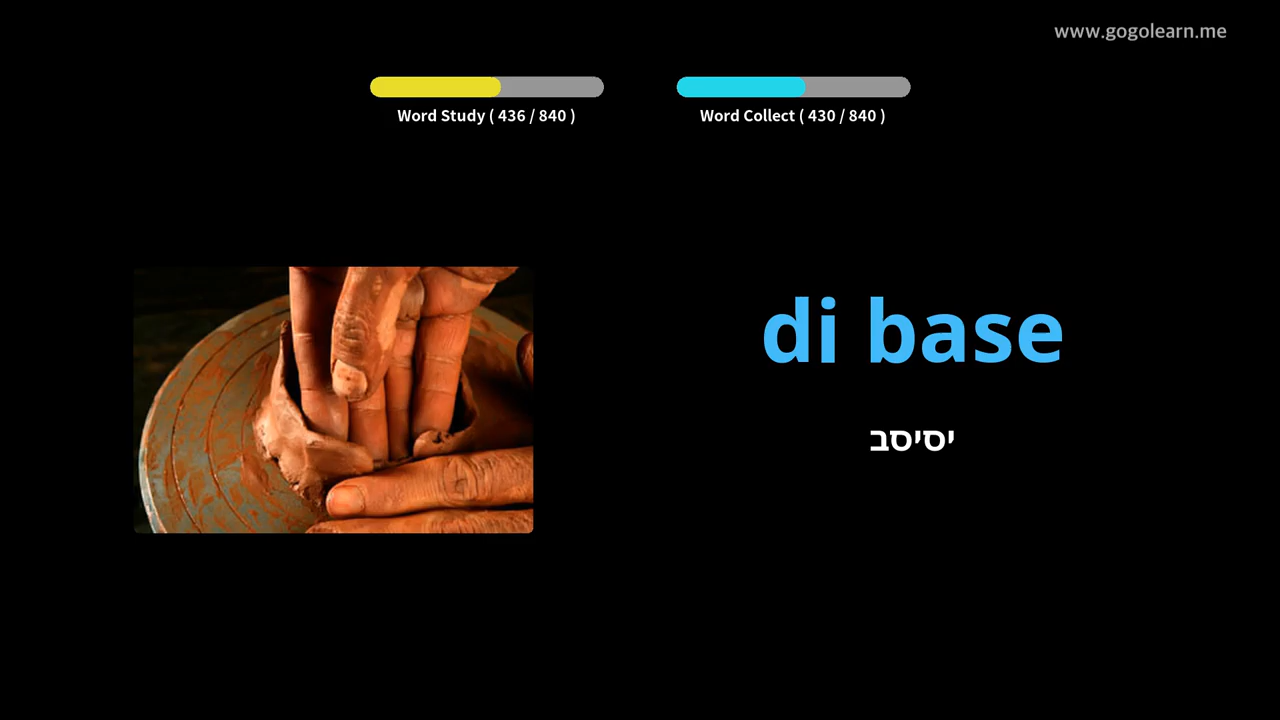 www.gogolearn.me
Word Study ( 436 / 840 )
Word Collect ( 430 / 840 )
di base
יסיסב